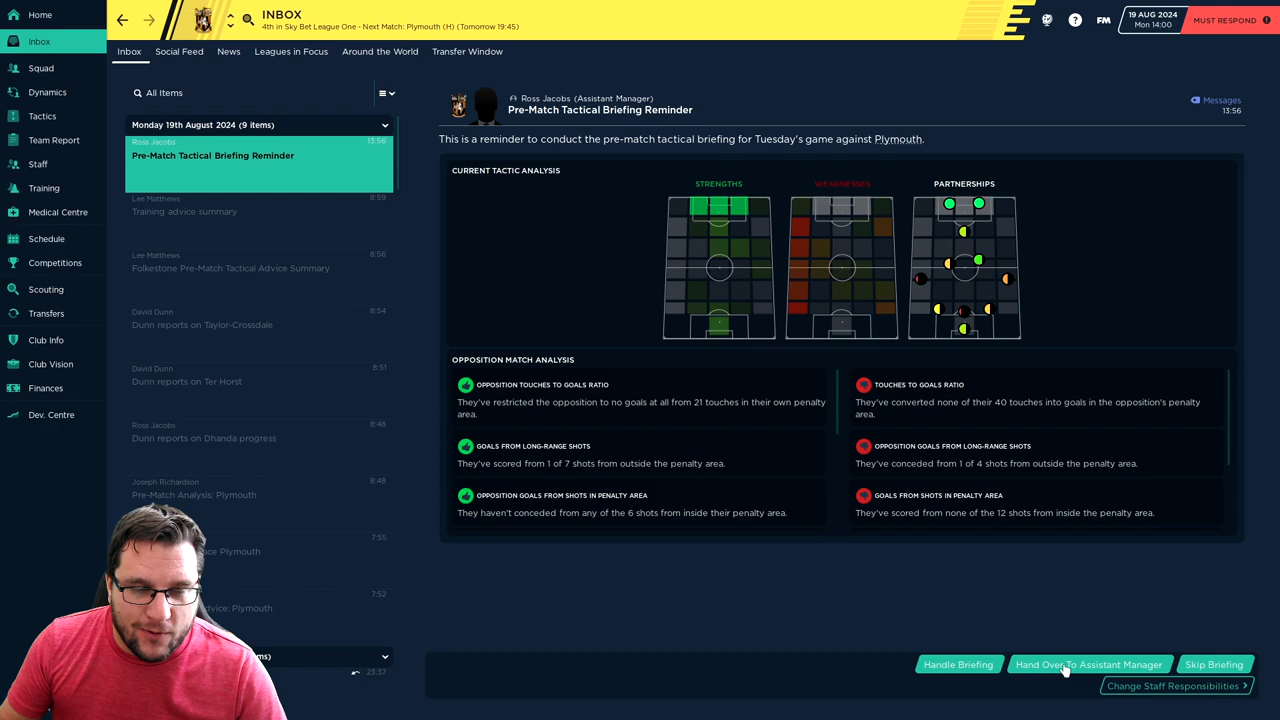 Home
Inbox
Squad
Dynamics
Tactics
Team Report
Staff
Training
Medical Centre
Schedule
Competitions
Scouting
Transfers
Club Info
Club Vision
Finances
Dev. Centre
INBOX
4th in Sky Bet League One - Next Match: Plymouth (H) (Tomorrow 19:45)
?
FM
19 AUG 2024
Mon 14:00
MUST RESPOND
Inbox
Social Feed
News
Leagues in Focus
Around the World
Transfer Window
All Items
Monday 19th August 2024 (9 items)
Ross Jacobs 13:56
Pre-Match Tactical Briefing Reminder
Lee Matthews 8:59
Training advice summary
Lee Matthews 8:56
Folkestone Pre-Match Tactical Advice Summary
David Dunn 8:54
Dunn reports on Taylor-Crossdale
David Dunn 8:51
Dunn reports on Ter Horst
Ross Jacobs 8:48
Dunn reports on Dhanda progress
Joseph Richardson 8:48
Pre-Match Analysis: Plymouth
7:55
Plymouth
7:52
Plymouth
23:37
Ross Jacobs (Assistant Manager)
Pre-Match Tactical Briefing Reminder
Messages
13:56
This is a reminder to conduct the pre-match tactical briefing for Tuesday's game against Plymouth.
CURRENT TACTIC ANALYSIS
STRENGTHS
WEAKNESSES
PARTNERSHIPS
OPPOSITION MATCH ANALYSIS
OPPOSITION TOUCHES TO GOALS RATIO
They've restricted the opposition to no goals at all from 21 touches in their own penalty
area.
GOALS FROM LONG-RANGE SHOTS
They've scored from 1 of 7 shots from outside the penalty area.
OPPOSITION GOALS FROM SHOTS IN PENALTY AREA
They haven't conceded from any of the 6 shots from inside their penalty area.
TOUCHES TO GOALS RATIO
They've converted none of their 40 touches into goals in the opposition's penalty
area.
OPPOSITION GOALS FROM LONG-RANGE SHOTS
They've conceded from 1 of 4 shots from outside the penalty area.
GOALS FROM SHOTS IN PENALTY AREA
They've scored from none of the 12 shots from inside the penalty area.
Handle Briefing
Hand Over To Assistant Manager
Skip Briefing
Change Staff Responsibilities